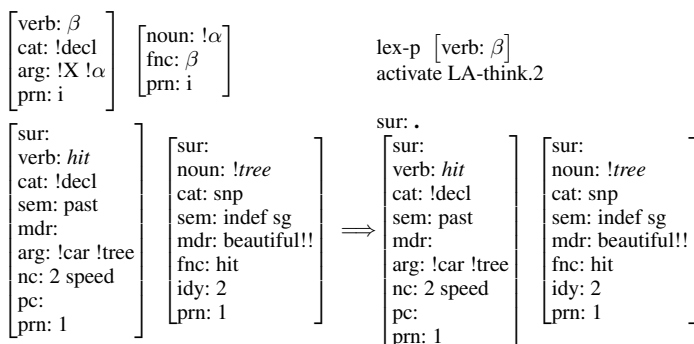 verb: β
cat: !decl
arg: !X !α
prn: i
noun: !α
fnc: β
prn: i
lex-p [verb: β]
activate LA-think.2
sur:
verb: hit
cat: !decl
sem: past
mdr:
arg: !car !tree
nc: 2 speed
pc:
prn: 1
sur:
noun: !tree
cat: snp
sem: indef sg
mdr: beautiful!!
fnc: hit
idy: 2
prn: 1
⟹
sur: .
sur:
verb: hit
cat: !decl
sem: past
mdr:
arg: !car !tree
nc: 2 speed
pc:
prn: 1
sur:
noun: !tree
cat: snp
sem: indef sg
mdr: beautiful!!
fnc: hit
idy: 2
prn: 1